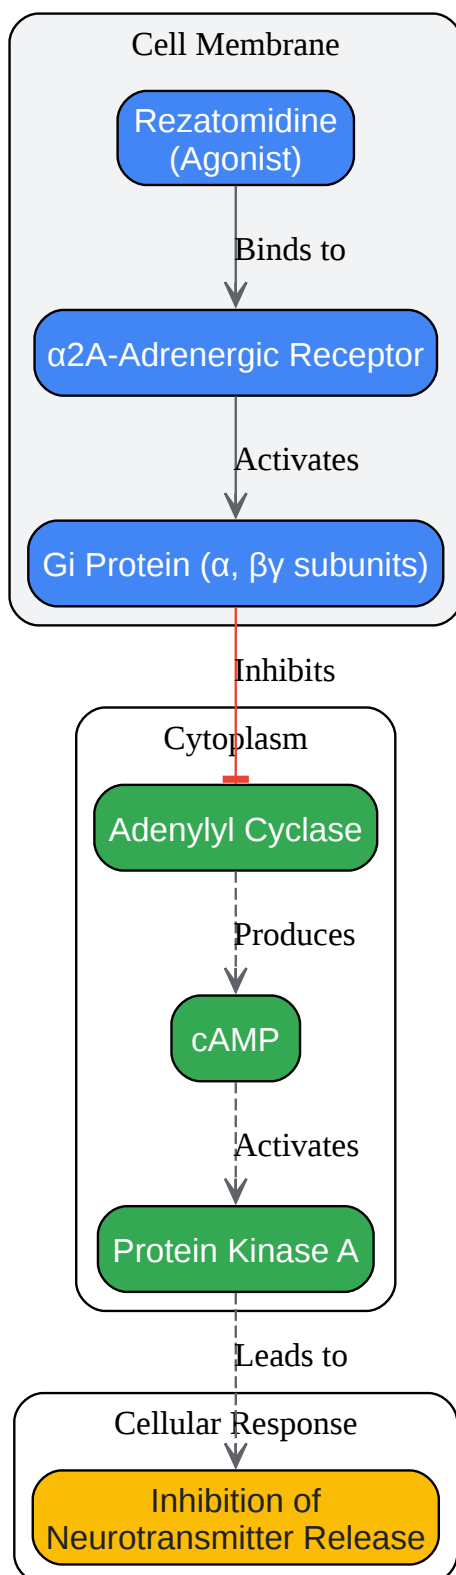 Cell Membrane
Rezatomidine
(Agonist)
Binds to
α2A-Adrenergic Receptor
Activates
Gi Protein (α, βγ subunits)
Inhibits
Cytoplasm
Adenylyl Cyclase
Produces
cAMP
Activates
Protein Kinase A
Leads to
Cellular Response
Inhibition of
Neurotransmitter Release